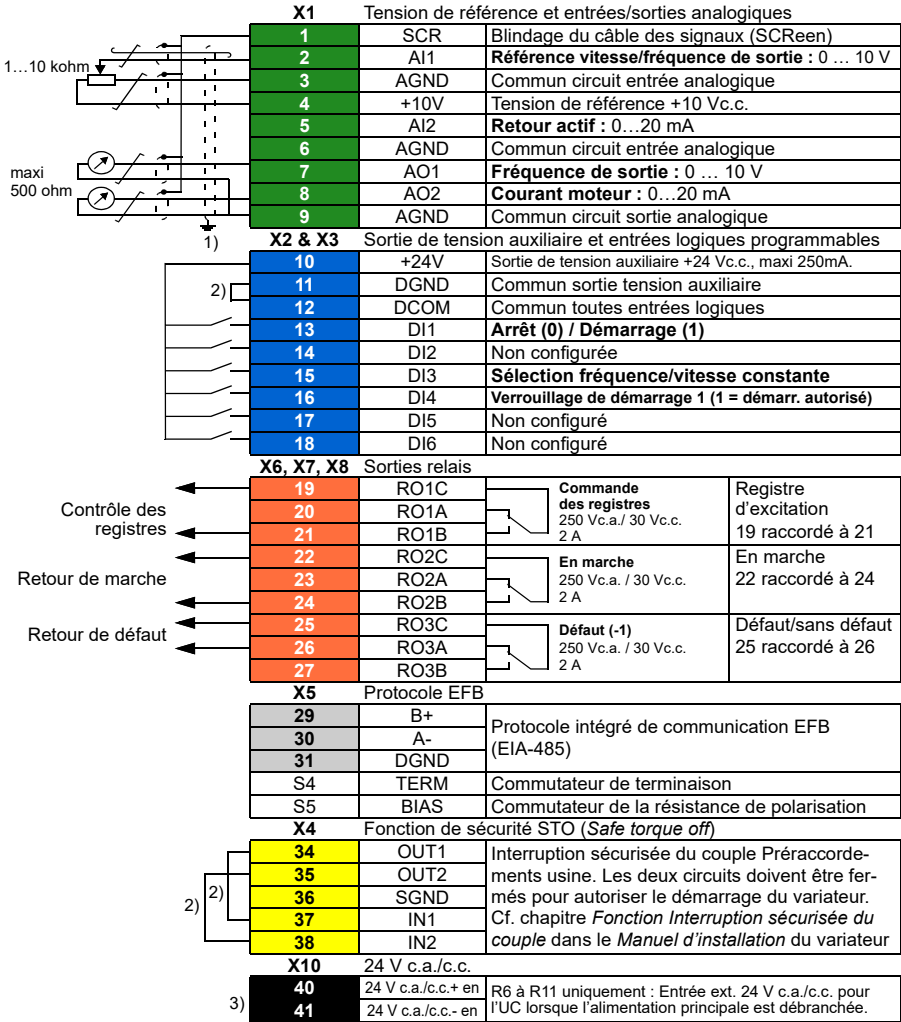 X1 Tension de référence et entrées/sorties analogiques
1 SCR Blindage du câble des signaux (SCReen)
2 AI1 Référence vitesse/fréquence de sortie : 0 … 10 V
1…10 kohm
3 AGND Commun circuit entrée analogique
4 +10V Tension de référence +10 Vc.c.
5 AI2 Retour actif : 0…20 mA
6 AGND Commun circuit entrée analogique
7 AO1 Fréquence de sortie : 0 … 10 V
maxi
500 ohm
8 AO2 Courant moteur : 0…20 mA
9 AGND Commun circuit sortie analogique
1)
X2 & X3 Sortie de tension auxiliaire et entrées logiques programmables
10 +24V Sortie de tension auxiliaire +24 Vc.c., maxi 250mA.
2)
11 DGND Commun sortie tension auxiliaire
12 DCOM Commun toutes entrées logiques
13 DI1 Arrêt (0) / Démarrage (1)
14 DI2 Non configurée
15 DI3 Sélection fréquence/vitesse constante
16 DI4 Verrouillage de démarrage 1 (1 = démarr. autorisé)
17 DI5 Non configuré
18 DI6 Non configuré
X6, X7, X8 Sorties relais
Contrôle des
registres
19 RO1C
20 RO1A
21 RO1B
Commande
des registres
250 Vc.a./ 30 Vc.c.
2 A
Registre
d'excitation
19 raccordé à 21
Retour de marche
22 RO2C
23 RO2A
24 RO2B
En marche
250 Vc.a. / 30 Vc.c.
2 A
En marche
22 raccordé à 24
Retour de défaut
25 RO3C
26 RO3A
27 RO3B
Défaut (-1)
250 Vc.a. / 30 Vc.c.
2 A
Défaut/sans défaut
25 raccordé à 26
X5 Protocole EFB
29 B+
30 A-
31 DGND
Protocole intégré de communication EFB
(EIA-485)
S4 TERM Commutateur de terminaison
S5 BIAS Commutateur de la résistance de polarisation
X4 Fonction de sécurité STO (Safe torque off)
2)
2)
34 OUT1
35 OUT2
36 SGND
37 IN1
38 IN2
Interruption sécurisée du couple Préraccorde-
ments usine. Les deux circuits doivent être fer-
més pour autoriser le démarrage du variateur.
Cf. chapitre Fonction Interruption sécurisée du
couple dans le Manuel d'installation du variateur
X10 24 V c.a./c.c.
3)
40 24 V c.a./c.c.+ en
41 24 V c.a./c.c.- en
R6 à R11 uniquement : Entrée ext. 24 V c.a./c.c. pour
l'UC lorsque l'alimentation principale est débranchée.